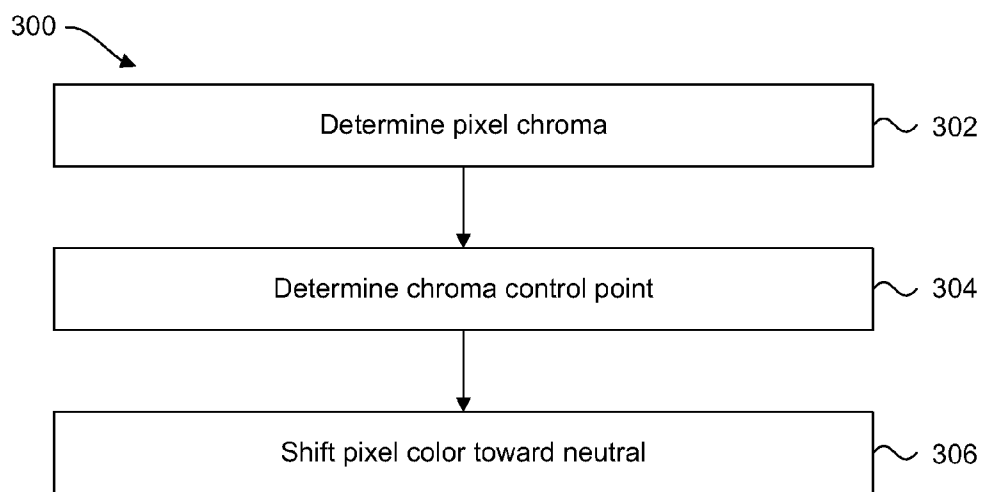 300
Determine pixel chroma
302
Determine chroma control point
304
Shift pixel color toward neutral
306